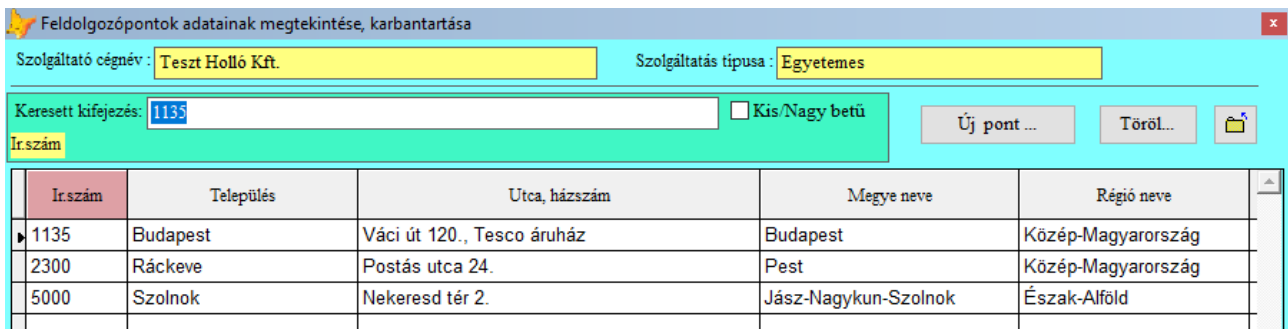 Feldolgozópontok adatainak megtekintése, karbantartása
Szolgáltató cégnév : Teszt Holló Kft. Szolgáltatás típusa : Egyetemes
Keresett kifejezés: 1135 Kis/Nagy betü Új pont ... Töröl...
Ir.szám
Ir.szám Település Utca, házszám Megye neve Régió neve
1135 Budapest Váci út 120., Tesco áruház Budapest Közép-Magyarország
2300 Ráckeve Postás utca 24. Pest Közép-Magyarország
5000 Szolnok Nekeresd tér 2. Jász-Nagykun-Szolnok Észak-Alföld